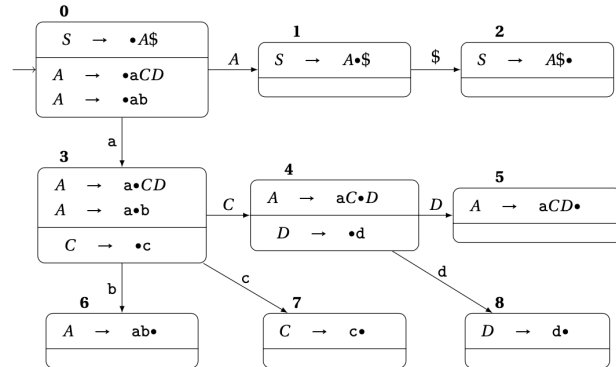 0
S → •A$
A → •aCD
A → •ab
A
1
S → A•$
$
2
S → A$•
a
3
A → a•CD
A → a•b
C → •c
C
4
A → aC•D
D → •d
D
5
A → aCD•
b
c
d
6
A → ab•
7
C → c•
8
D → d•